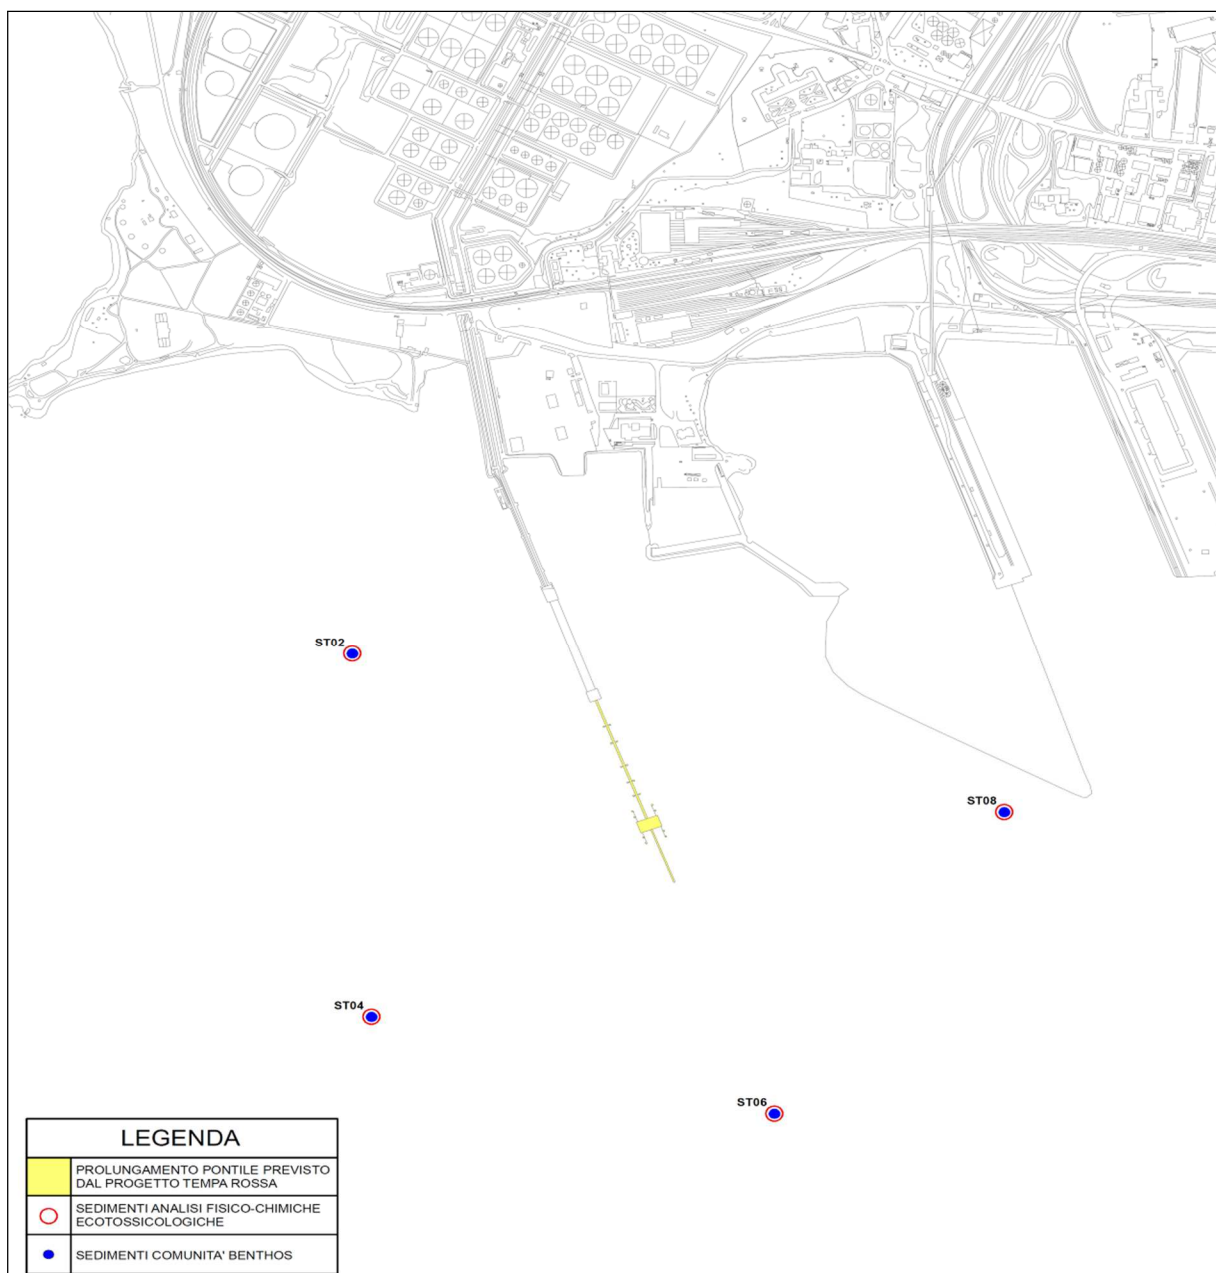 ST02
ST08
ST04
ST06
LEGENDA
PROLUNGAMENTO PONTILE PREVISTO
DAL PROGETTO TEMPA ROSSA
SEDIMENTI ANALISI FISICO-CHIMICHE
ECOTOSSICOLOGICHE
SEDIMENTI COMUNITA' BENTHOS